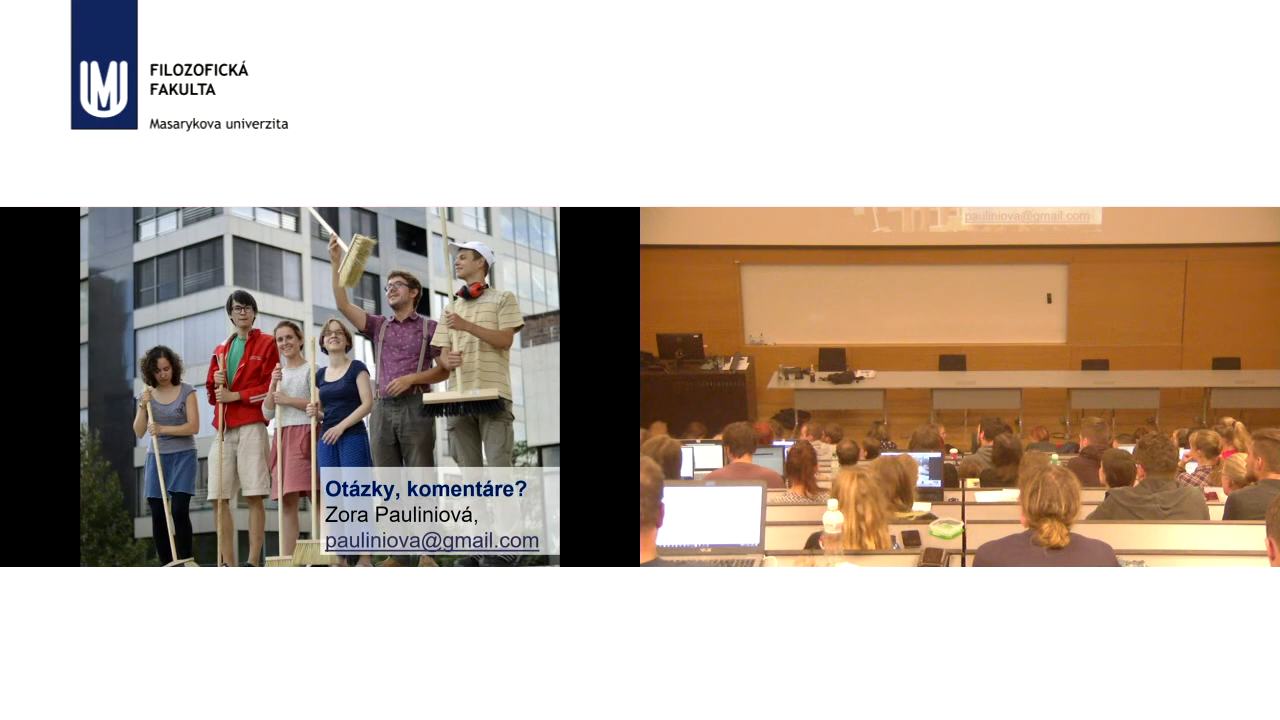 FILOZOFICKÁ
FAKULTA
Masarykova univerzita
Otázky, komentáre?
Zora Pauliniová,
pauliniova@gmail.com
pauliniova@gmail.com